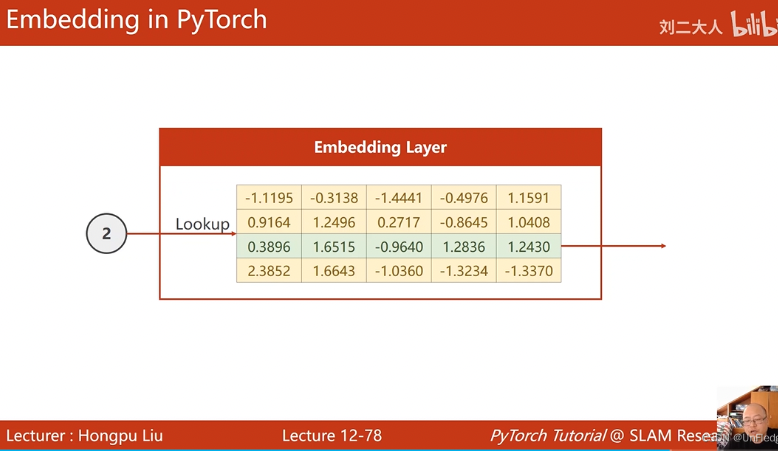 Embedding in PyTorch
刘二大人
Embedding Layer
2
Lookup
-1.1195 -0.3138 -1.4441 -0.4976 1.1591
0.9164 1.2496 0.2717 -0.8645 1.0408
0.3896 1.6515 -0.9640 1.2836 1.2430
2.3852 1.6643 -1.0360 -1.3234 -1.3370
Lecturer : Hongpu Liu
Lecture 12-78
PyTorch Tutorial @ SLAM